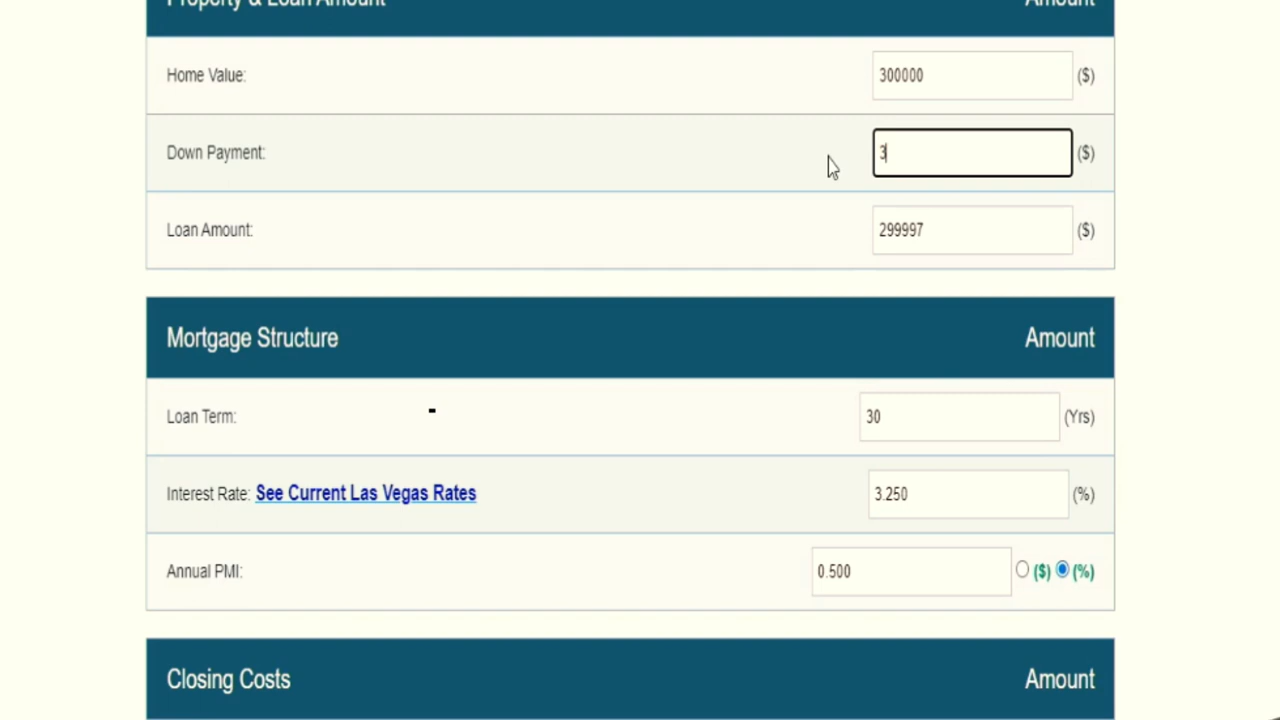 Property & Loan Amount Amount
Home Value: 300000 ($)
Down Payment: 3 ($)
Loan Amount: 299997 ($)
Mortgage Structure Amount
Loan Term: 30 (Yrs)
Interest Rate: See Current Las Vegas Rates 3.250 (%)
Annual PMI: 0.500 ($) (%)
Closing Costs Amount